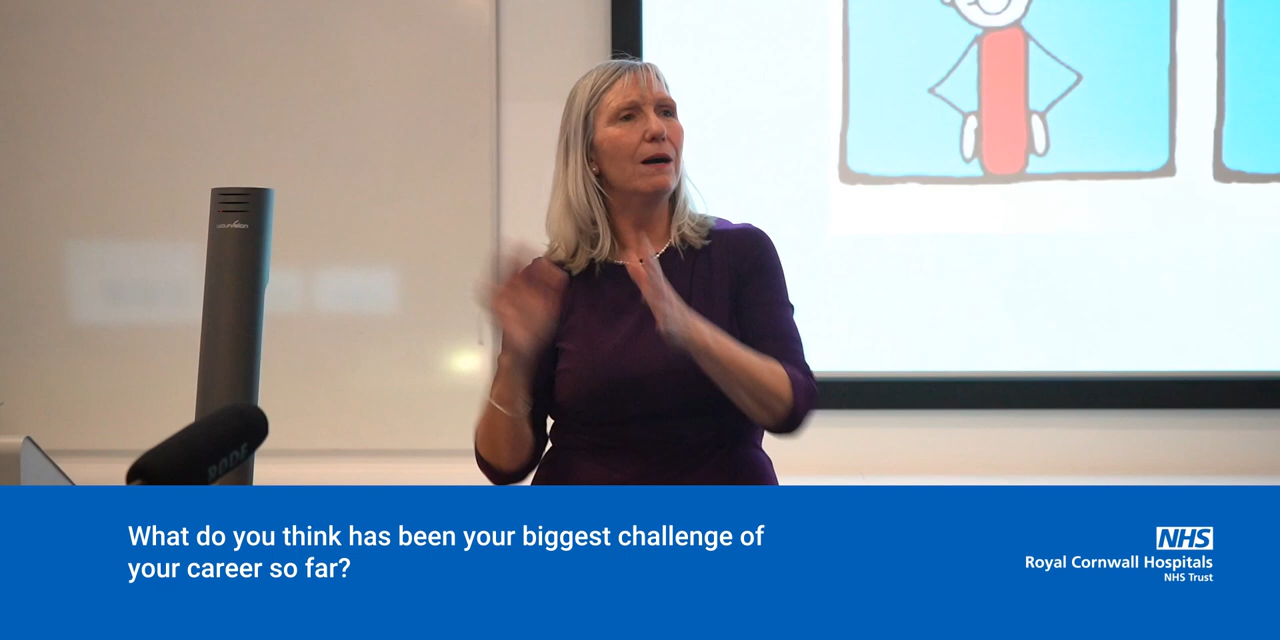 RODE
What do you think has been your biggest challenge of
your career so far?
NHS
Royal Cornwall Hospitals
NHS Trust